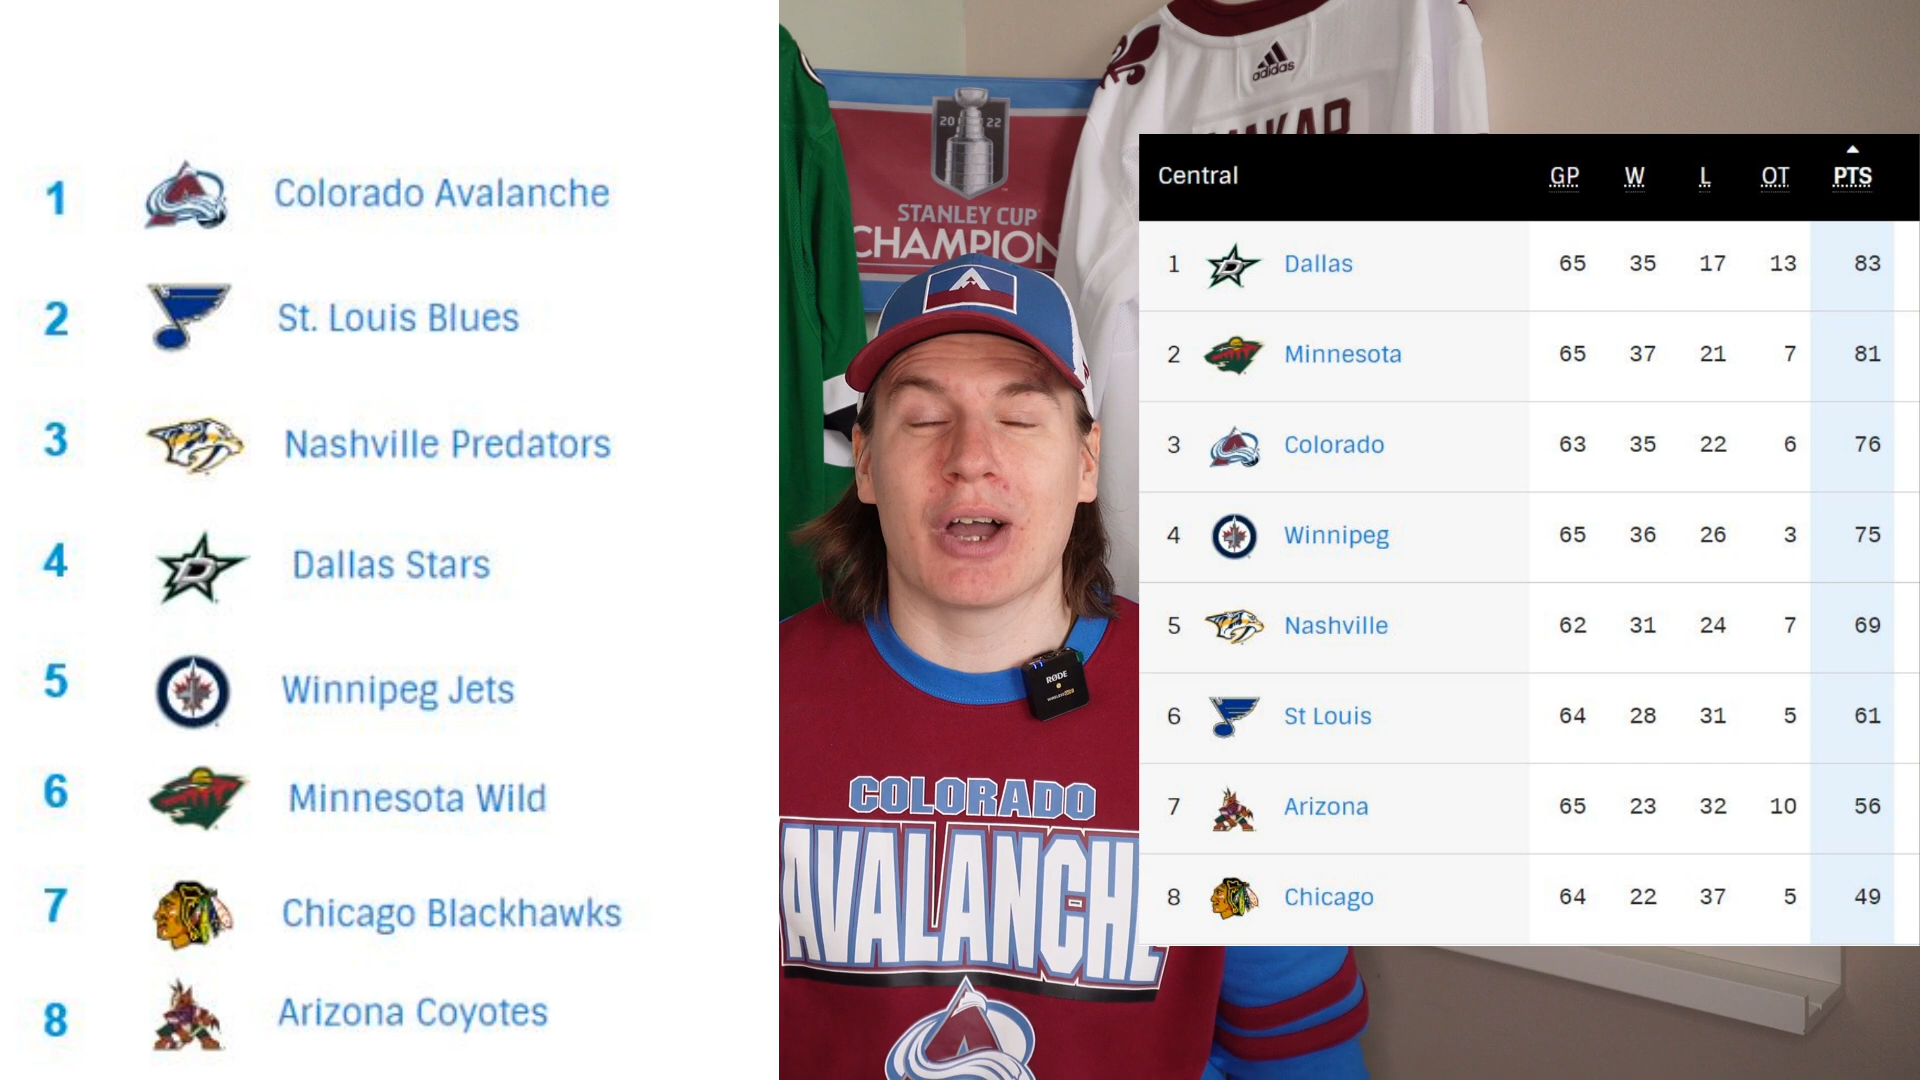 1 Colorado Avalanche
2 St. Louis Blues
3 Nashville Predators
4 Dallas Stars
5 Winnipeg Jets
6 Minnesota Wild
7 Chicago Blackhawks
8 Arizona Coyotes
adidas
20 22
STANLEY CUP
CHAMPION
RØDE
COLORADO
AVALANCHE
Central GP W L OT PTS
1 Dallas 65 35 17 13 83
2 Minnesota 65 37 21 7 81
3 Colorado 63 35 22 6 76
4 Winnipeg 65 36 26 3 75
5 Nashville 62 31 24 7 69
6 St Louis 64 28 31 5 61
7 Arizona 65 23 32 10 56
8 Chicago 64 22 37 5 49